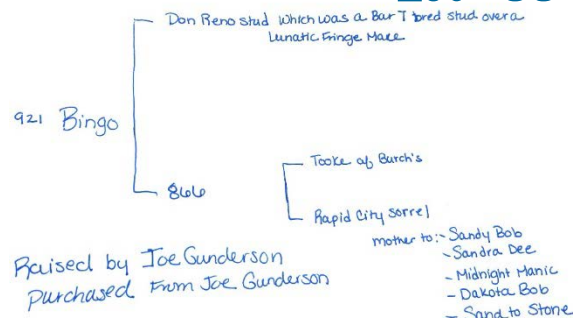 Don Reno stud which was a Bar T bred stud over a
Lunatic Fringe Mare
921 Bingo
Tooke of Burch's
866
Rapid City Sorrel
mother to: - Sandy Bob
- Sandra Dee
- Midnight Manic
- Dakota Bob
- Sand to Stone
Raised by Joe Gunderson
purchased From Joe Gunderson